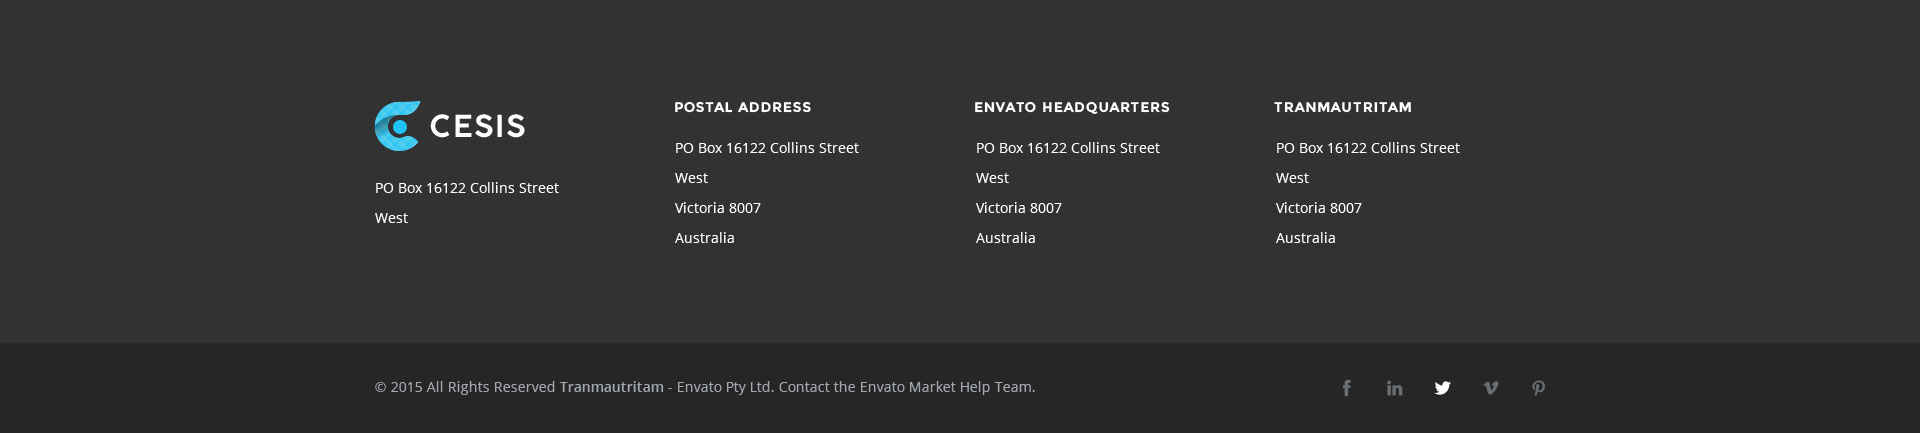 CESIS
PO Box 16122 Collins Street
West
POSTAL ADDRESS
PO Box 16122 Collins Street
West
Victoria 8007
Australia
ENVATO HEADQUARTERS
PO Box 16122 Collins Street
West
Victoria 8007
Australia
TRANMAUTRITAM
PO Box 16122 Collins Street
West
Victoria 8007
Australia
© 2015 All Rights Reserved Tranmautritam - Envato Pty Ltd. Contact the Envato Market Help Team.